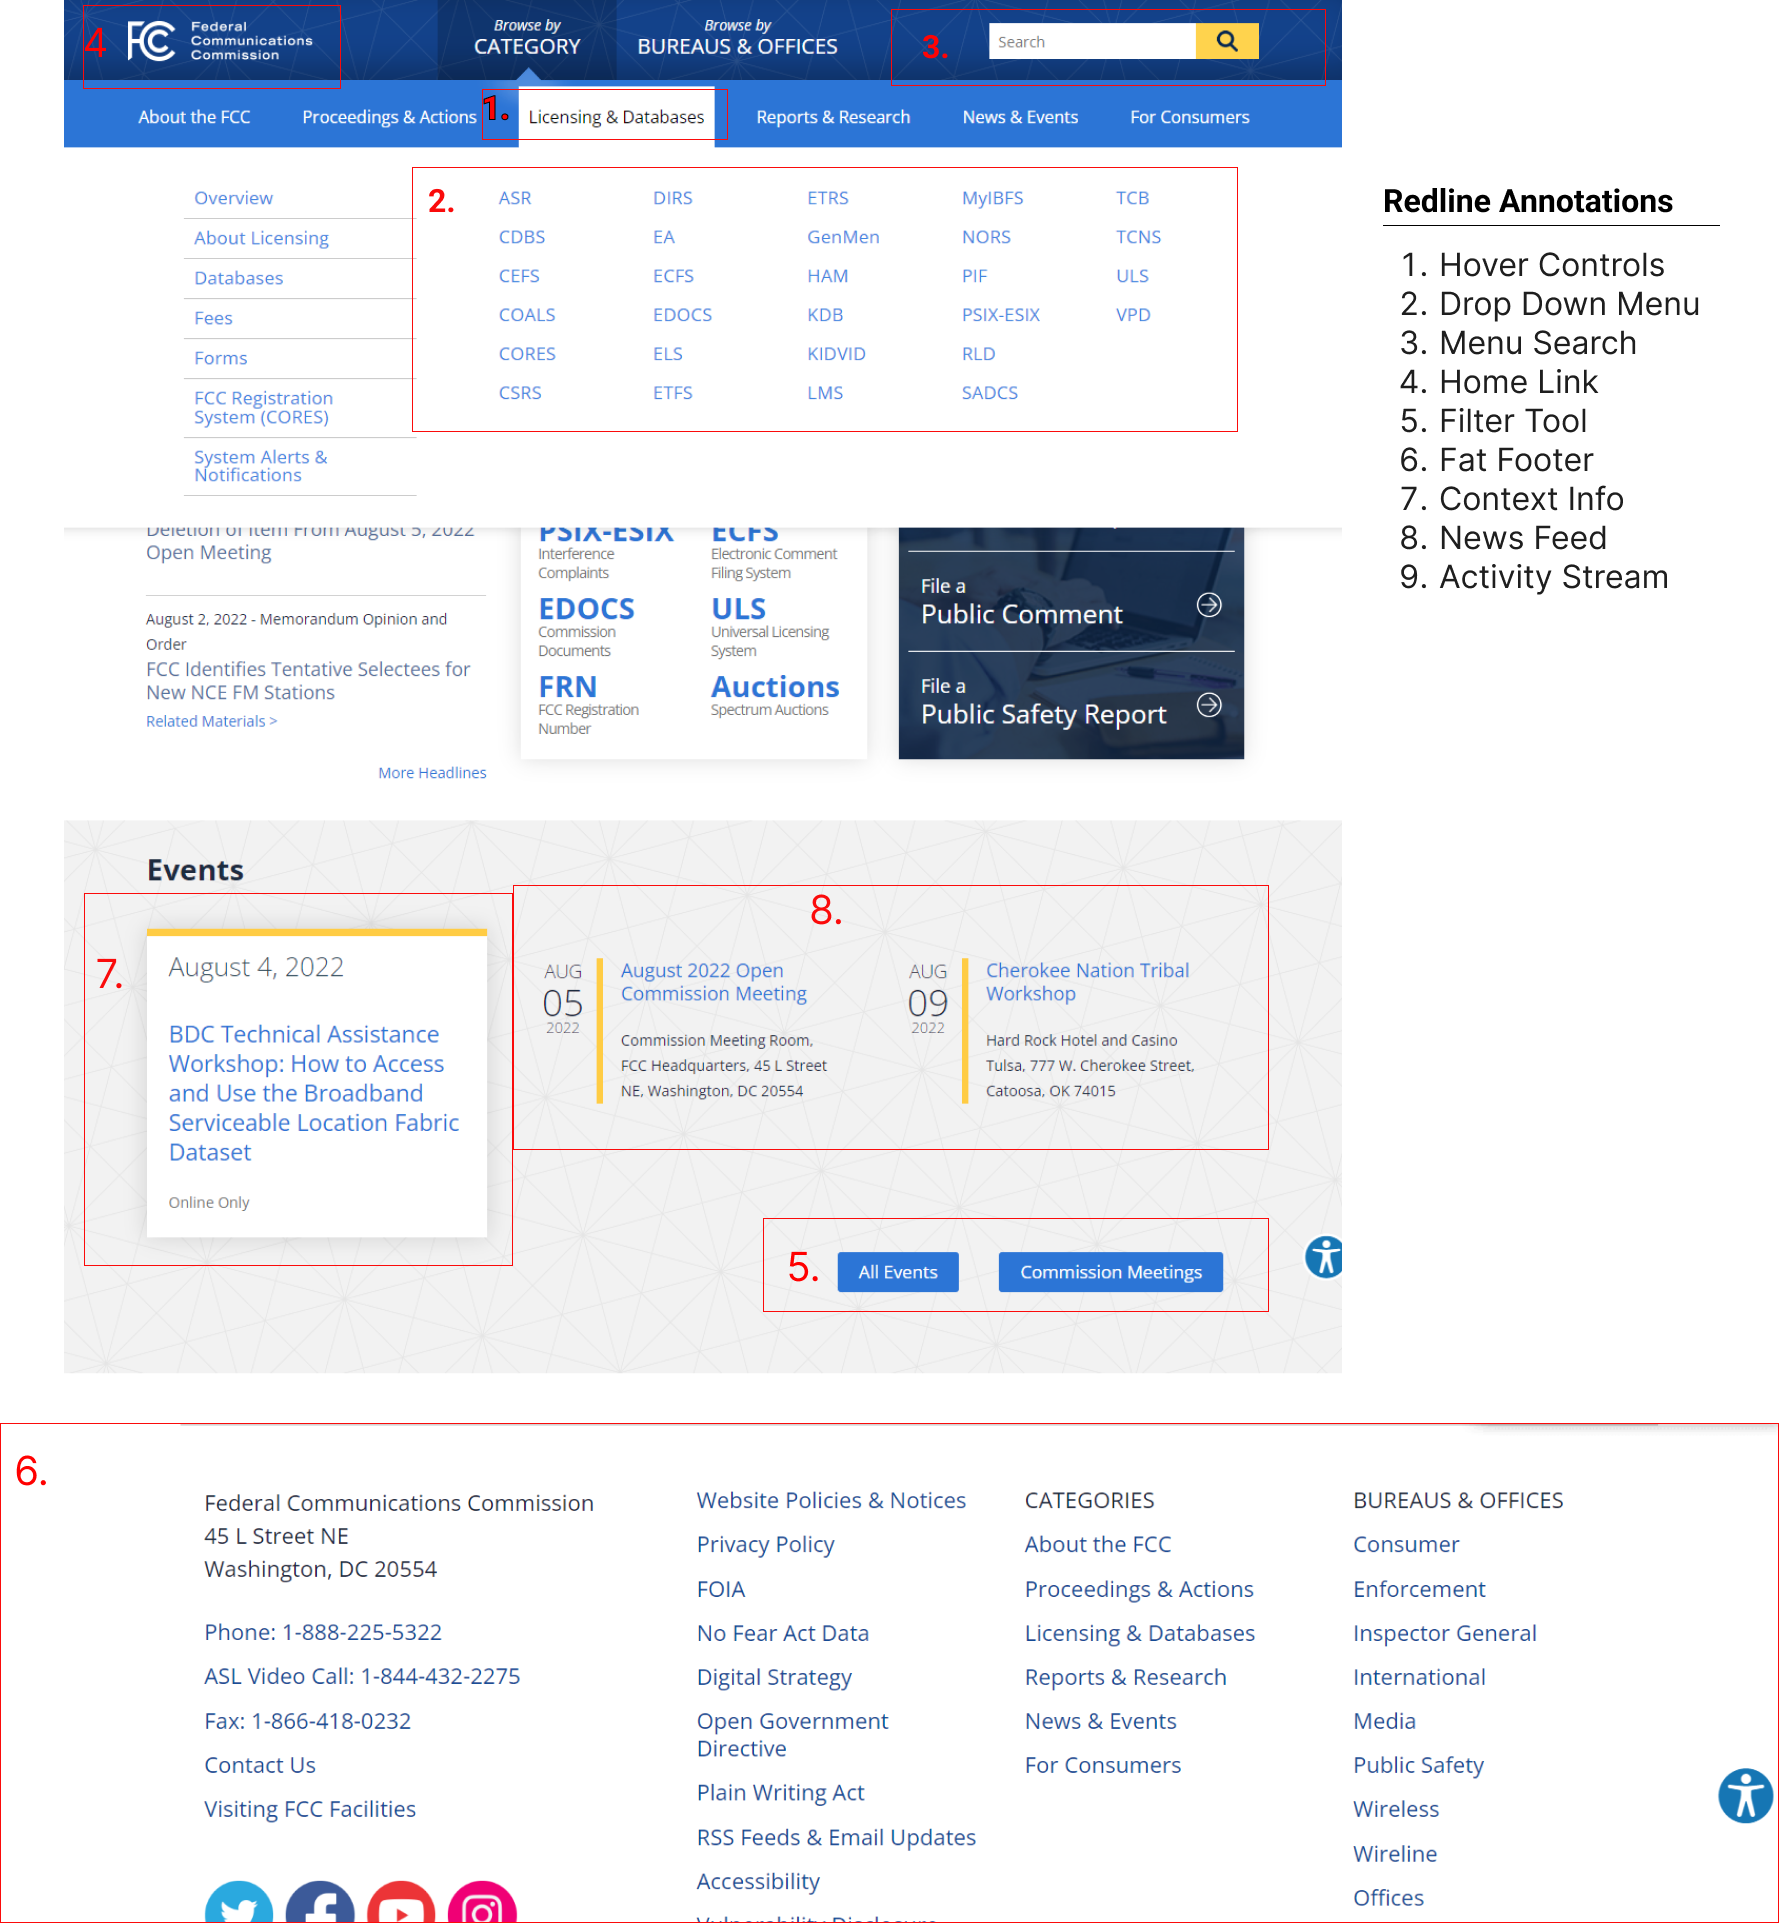 4
Federal
Communications
Commission
Browse by
CATEGORY
Browse by
BUREAUS & OFFICES
3.
Search
About the FCC
Proceedings & Actions
1.
Licensing & Databases
Reports & Research
News & Events
For Consumers
Overview
About Licensing
Databases
Fees
Forms
FCC Registration
System (CORES)
System Alerts &
Notifications
2.
ASR
CDBS
CEFS
COALS
CORES
CSRS
DIRS
EA
ECFS
EDOCS
ELS
ETFS
ETRS
GenMen
HAM
KDB
KIDVID
LMS
MyIBFS
NORS
PIF
PSIX-ESIX
RLD
SADCS
TCB
TCNS
ULS
VPD
Redline Annotations
1. Hover Controls
2. Drop Down Menu
3. Menu Search
4. Home Link
5. Filter Tool
6. Fat Footer
7. Context Info
8. News Feed
9. Activity Stream
Deletion of Item From August 5, 2022
Open Meeting
August 2, 2022 - Memorandum Opinion and
Order
FCC Identifies Tentative Selectees for
New NCE FM Stations
Related Materials >
More Headlines
PSIX-ESIX
Interference
Complaints
ECFS
Electronic Comment
Filing System
EDOCS
Commission
Documents
ULS
Universal Licensing
System
FRN
FCC Registration
Number
Auctions
Spectrum Auctions
File a
Public Comment
File a
Public Safety Report
Events
7.
August 4, 2022
BDC Technical Assistance
Workshop: How to Access
and Use the Broadband
Serviceable Location Fabric
Dataset
Online Only
8.
AUG
05
2022
August 2022 Open
Commission Meeting
Commission Meeting Room,
FCC Headquarters, 45 L Street
NE, Washington, DC 20554
AUG
09
2022
Cherokee Nation Tribal
Workshop
Hard Rock Hotel and Casino
Tulsa, 777 W. Cherokee Street,
Catoosa, OK 74015
5.
All Events
Commission Meetings
6.
Federal Communications Commission
45 L Street NE
Washington, DC 20554
Phone: 1-888-225-5322
ASL Video Call: 1-844-432-2275
Fax: 1-866-418-0232
Contact Us
Visiting FCC Facilities
Website Policies & Notices
Privacy Policy
FOIA
No Fear Act Data
Digital Strategy
Open Government
Directive
Plain Writing Act
RSS Feeds & Email Updates
Accessibility
Vulnerability Disclosure
CATEGORIES
About the FCC
Proceedings & Actions
Licensing & Databases
Reports & Research
News & Events
For Consumers
BUREAUS & OFFICES
Consumer
Enforcement
Inspector General
International
Media
Public Safety
Wireless
Wireline
Offices